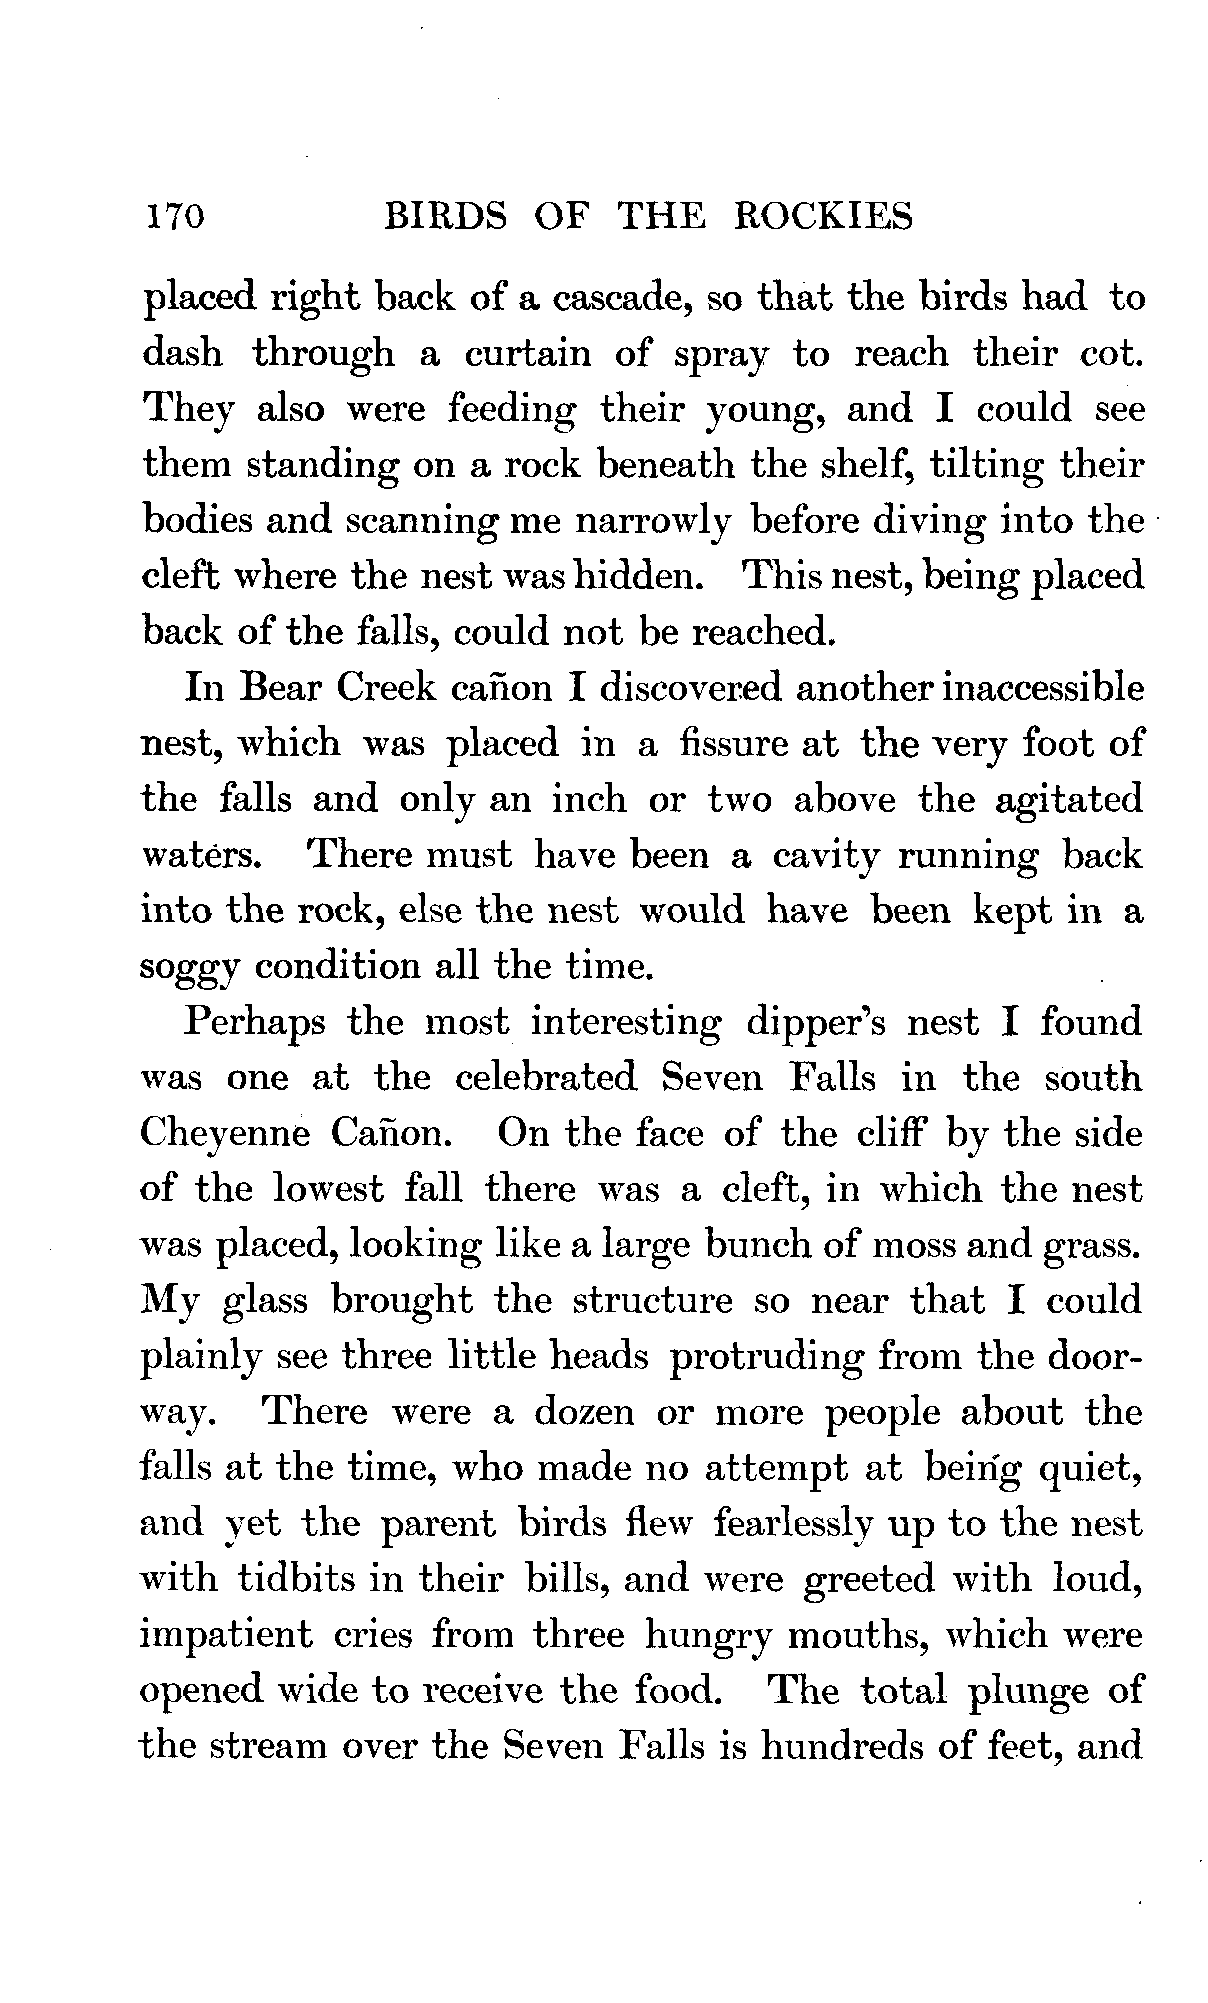 170 BIRDS OF THE ROCKIES
placed right back of a cascade, so that the birds had to
dash through a curtain of spray to reach their cot.
They also were feeding their young, and I could see
them standing on a rock beneath the shelf, tilting their
bodies and scanning me narrowly before diving into the
cleft where the nest was hidden. This nest, being placed
back of the falls, could not be reached.
In Bear Creek cañon I discovered another inaccessible
nest, which was placed in a fissure at the very foot of
the falls and only an inch or two above the agitated
waters. There must have been a cavity running back
into the rock, else the nest would have been kept in a
soggy condition all the time.
Perhaps the most interesting dipper's nest I found
was one at the celebrated Seven Falls in the south
Cheyenne Cañon. On the face of the cliff by the side
of the lowest fall there was a cleft, in which the nest
was placed, looking like a large bunch of moss and grass.
My glass brought the structure so near that I could
plainly see three little heads protruding from the door-
way. There were a dozen or more people about the
falls at the time, who made no attempt at being quiet,
and yet the parent birds flew fearlessly up to the nest
with tidbits in their bills, and were greeted with loud,
impatient cries from three hungry mouths, which were
opened wide to receive the food. The total plunge of
the stream over the Seven Falls is hundreds of feet, and